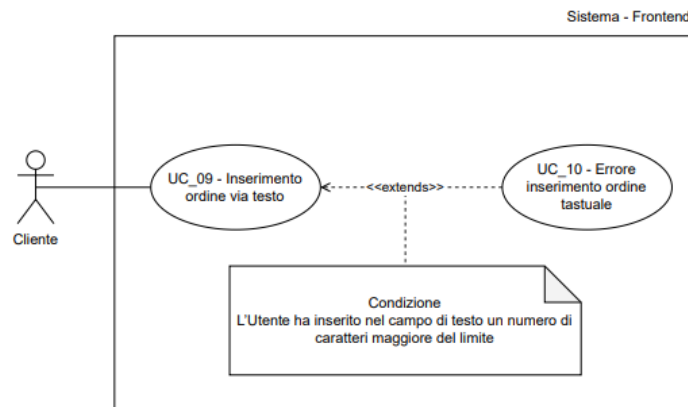 Sistema - Frontend
UC_09 - Inserimento
ordine via testo
<<extends>>
UC_10 - Errore
inserimento ordine
tastuale
Cliente
Condizione
L'Utente ha inserito nel campo di testo un numero di
caratteri maggiore del limite